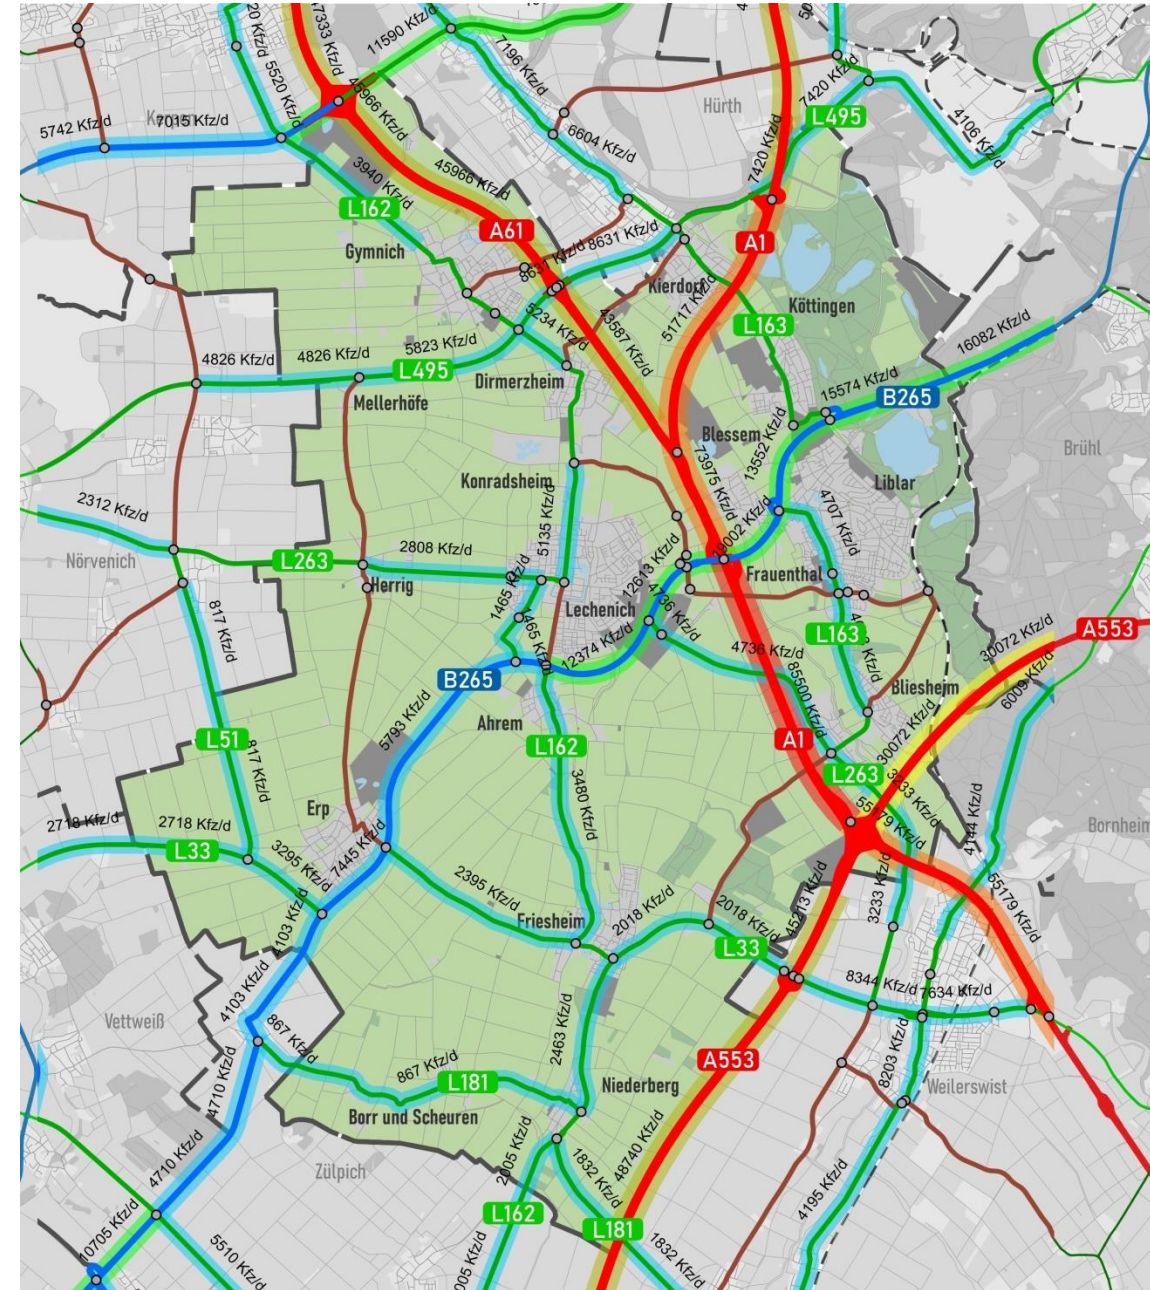 47333 Kfz/d
11590 Kfz/d
7196 Kfz/d
5520 Kfz/d
45966 Kfz/d
Hürth
7420 Kfz/d
L495
5742 Kfz/d
7015 Kfz/d
6604 Kfz/d
4106 Kfz/d
7420 Kfz/d
3940 Kfz/d
45966 Kfz/d
L162
A61
Gymnich
8631 Kfz/d
8631 Kfz/d
A1
Kierdorf
Köttingen
51717 Kfz/d
L163
5234 Kfz/d
43587 Kfz/d
16082 Kfz/d
4826 Kfz/d
4826 Kfz/d
5823 Kfz/d
L495
Dirmerzheim
15574 Kfz/d
B265
Mellerhöfe
Blessem
13552 Kfz/d
Brühl
73975 Kfz/d
Konradsheim
Liblar
2312 Kfz/d
5135 Kfz/d
4707 Kfz/d
19002 Kfz/d
2808 Kfz/d
L263
Nörvenich
Herrig
12613 Kfz/d
Frauenthal
1465 Kfz/d
Lechenich
4736 Kfz/d
817 Kfz/d
1465 Kfz/d
12374 Kfz/d
4736 Kfz/d
L163
30072 Kfz/d
A553
6009 Kfz/d
B265
85500 Kfz/d
Bliesheim
5793 Kfz/d
Ahrem
L51
L162
A1
30072 Kfz/d
817 Kfz/d
L263
3233 Kfz/d
Erp
3480 Kfz/d
55179 Kfz/d
4144 Kfz/d
Bornheim
2718 Kfz/d
2718 Kfz/d
L33
3295 Kfz/d
7445 Kfz/d
2395 Kfz/d
2018 Kfz/d
45213 Kfz/d
3233 Kfz/d
55179 Kfz/d
4103 Kfz/d
Friesheim
2018 Kfz/d
L33
4103 Kfz/d
8344 Kfz/d
7634 Kfz/d
Vettweiß
867 Kfz/d
2463 Kfz/d
4710 Kfz/d
867 Kfz/d
L181
A553
8203 Kfz/d
Niederberg
Weilerswist
Borr und Scheuren
2005 Kfz/d
1832 Kfz/d
48740 Kfz/d
4710 Kfz/d
Zülpich
4195 Kfz/d
10705 Kfz/d
5510 Kfz/d
L162
L181
1832 Kfz/d